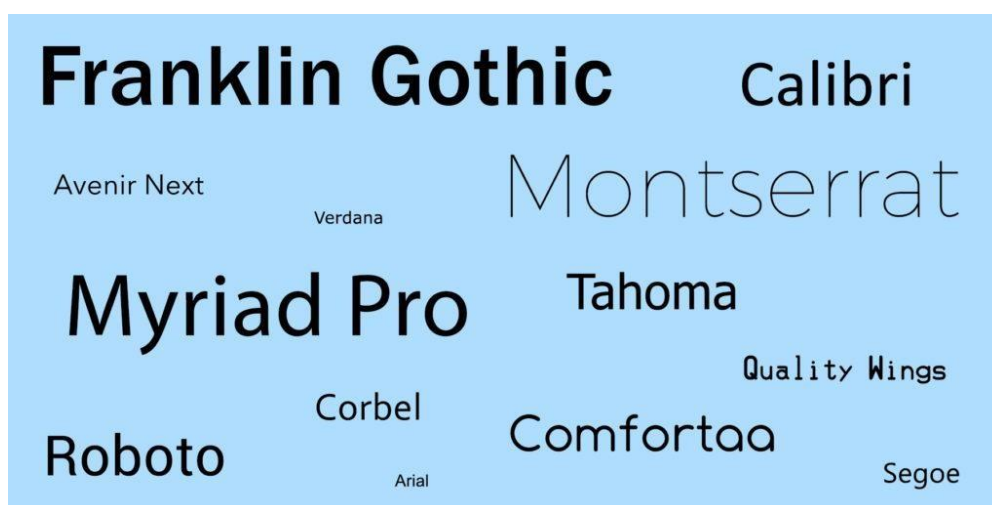 Franklin Gothic
Calibri
Avenir Next
Montserrat
Verdana
Myriad Pro
Tahoma
Quality Wings
Corbel
Comfortaa
Roboto
Arial
Segoe